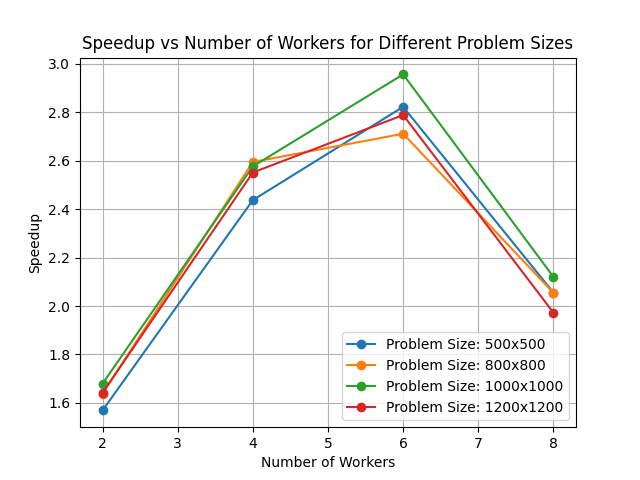 Speedup vs Number of Workers for Different Problem Sizes
3.0
2.8
2.6
2.4
2.2
2.0
1.8
1.6
Speedup
Problem Size: 500x500
Problem Size: 800x800
Problem Size: 1000x1000
Problem Size: 1200x1200
2 3 4 5 6 7 8
Number of Workers